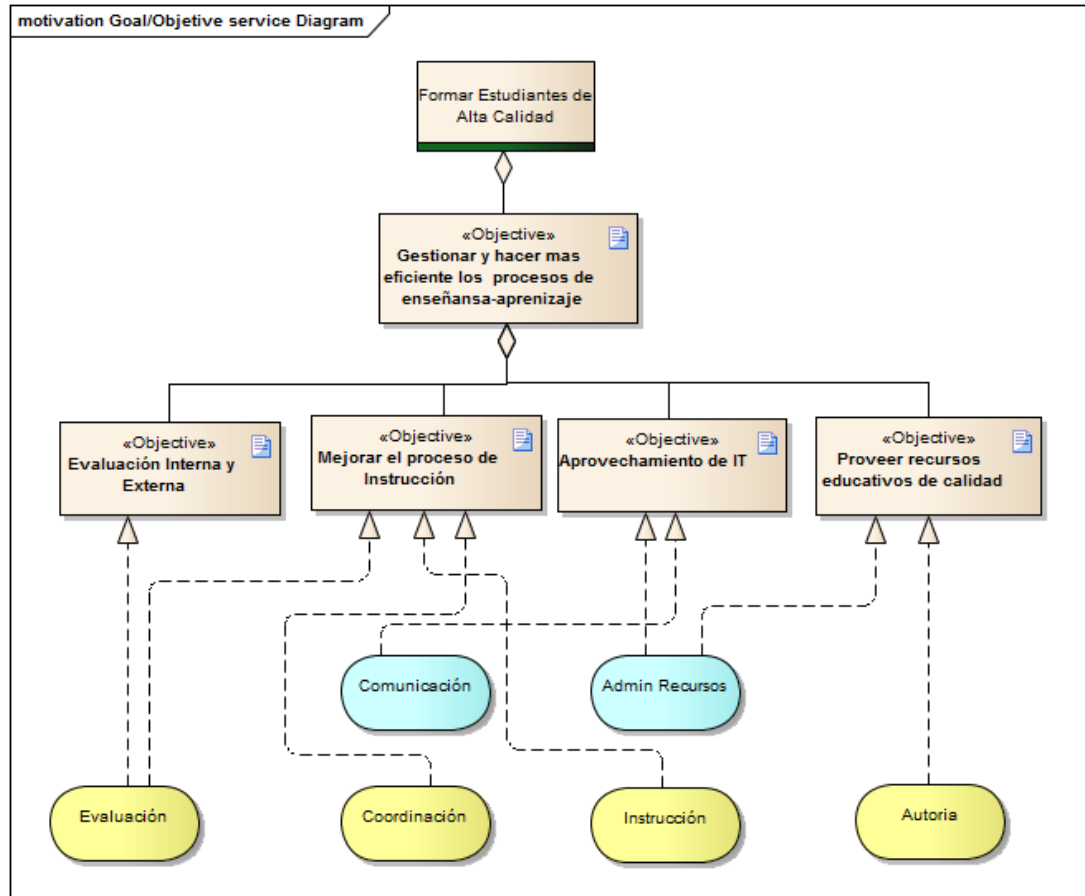 motivation Goal/Objetive service Diagram
Formar Estudiantes de
Alta Calidad
«Objective»
Gestionar y hacer mas
eficiente los procesos de
enseñansa-aprenizaje
«Objective»
Evaluación Interna y
Externa
«Objective»
Mejorar el proceso de
Instrucción
«Objective»
Aprovechamiento de IT
«Objective»
Proveer recursos
educativos de calidad
Comunicación
Admin Recursos
Evaluación
Coordinación
Instrucción
Autoria